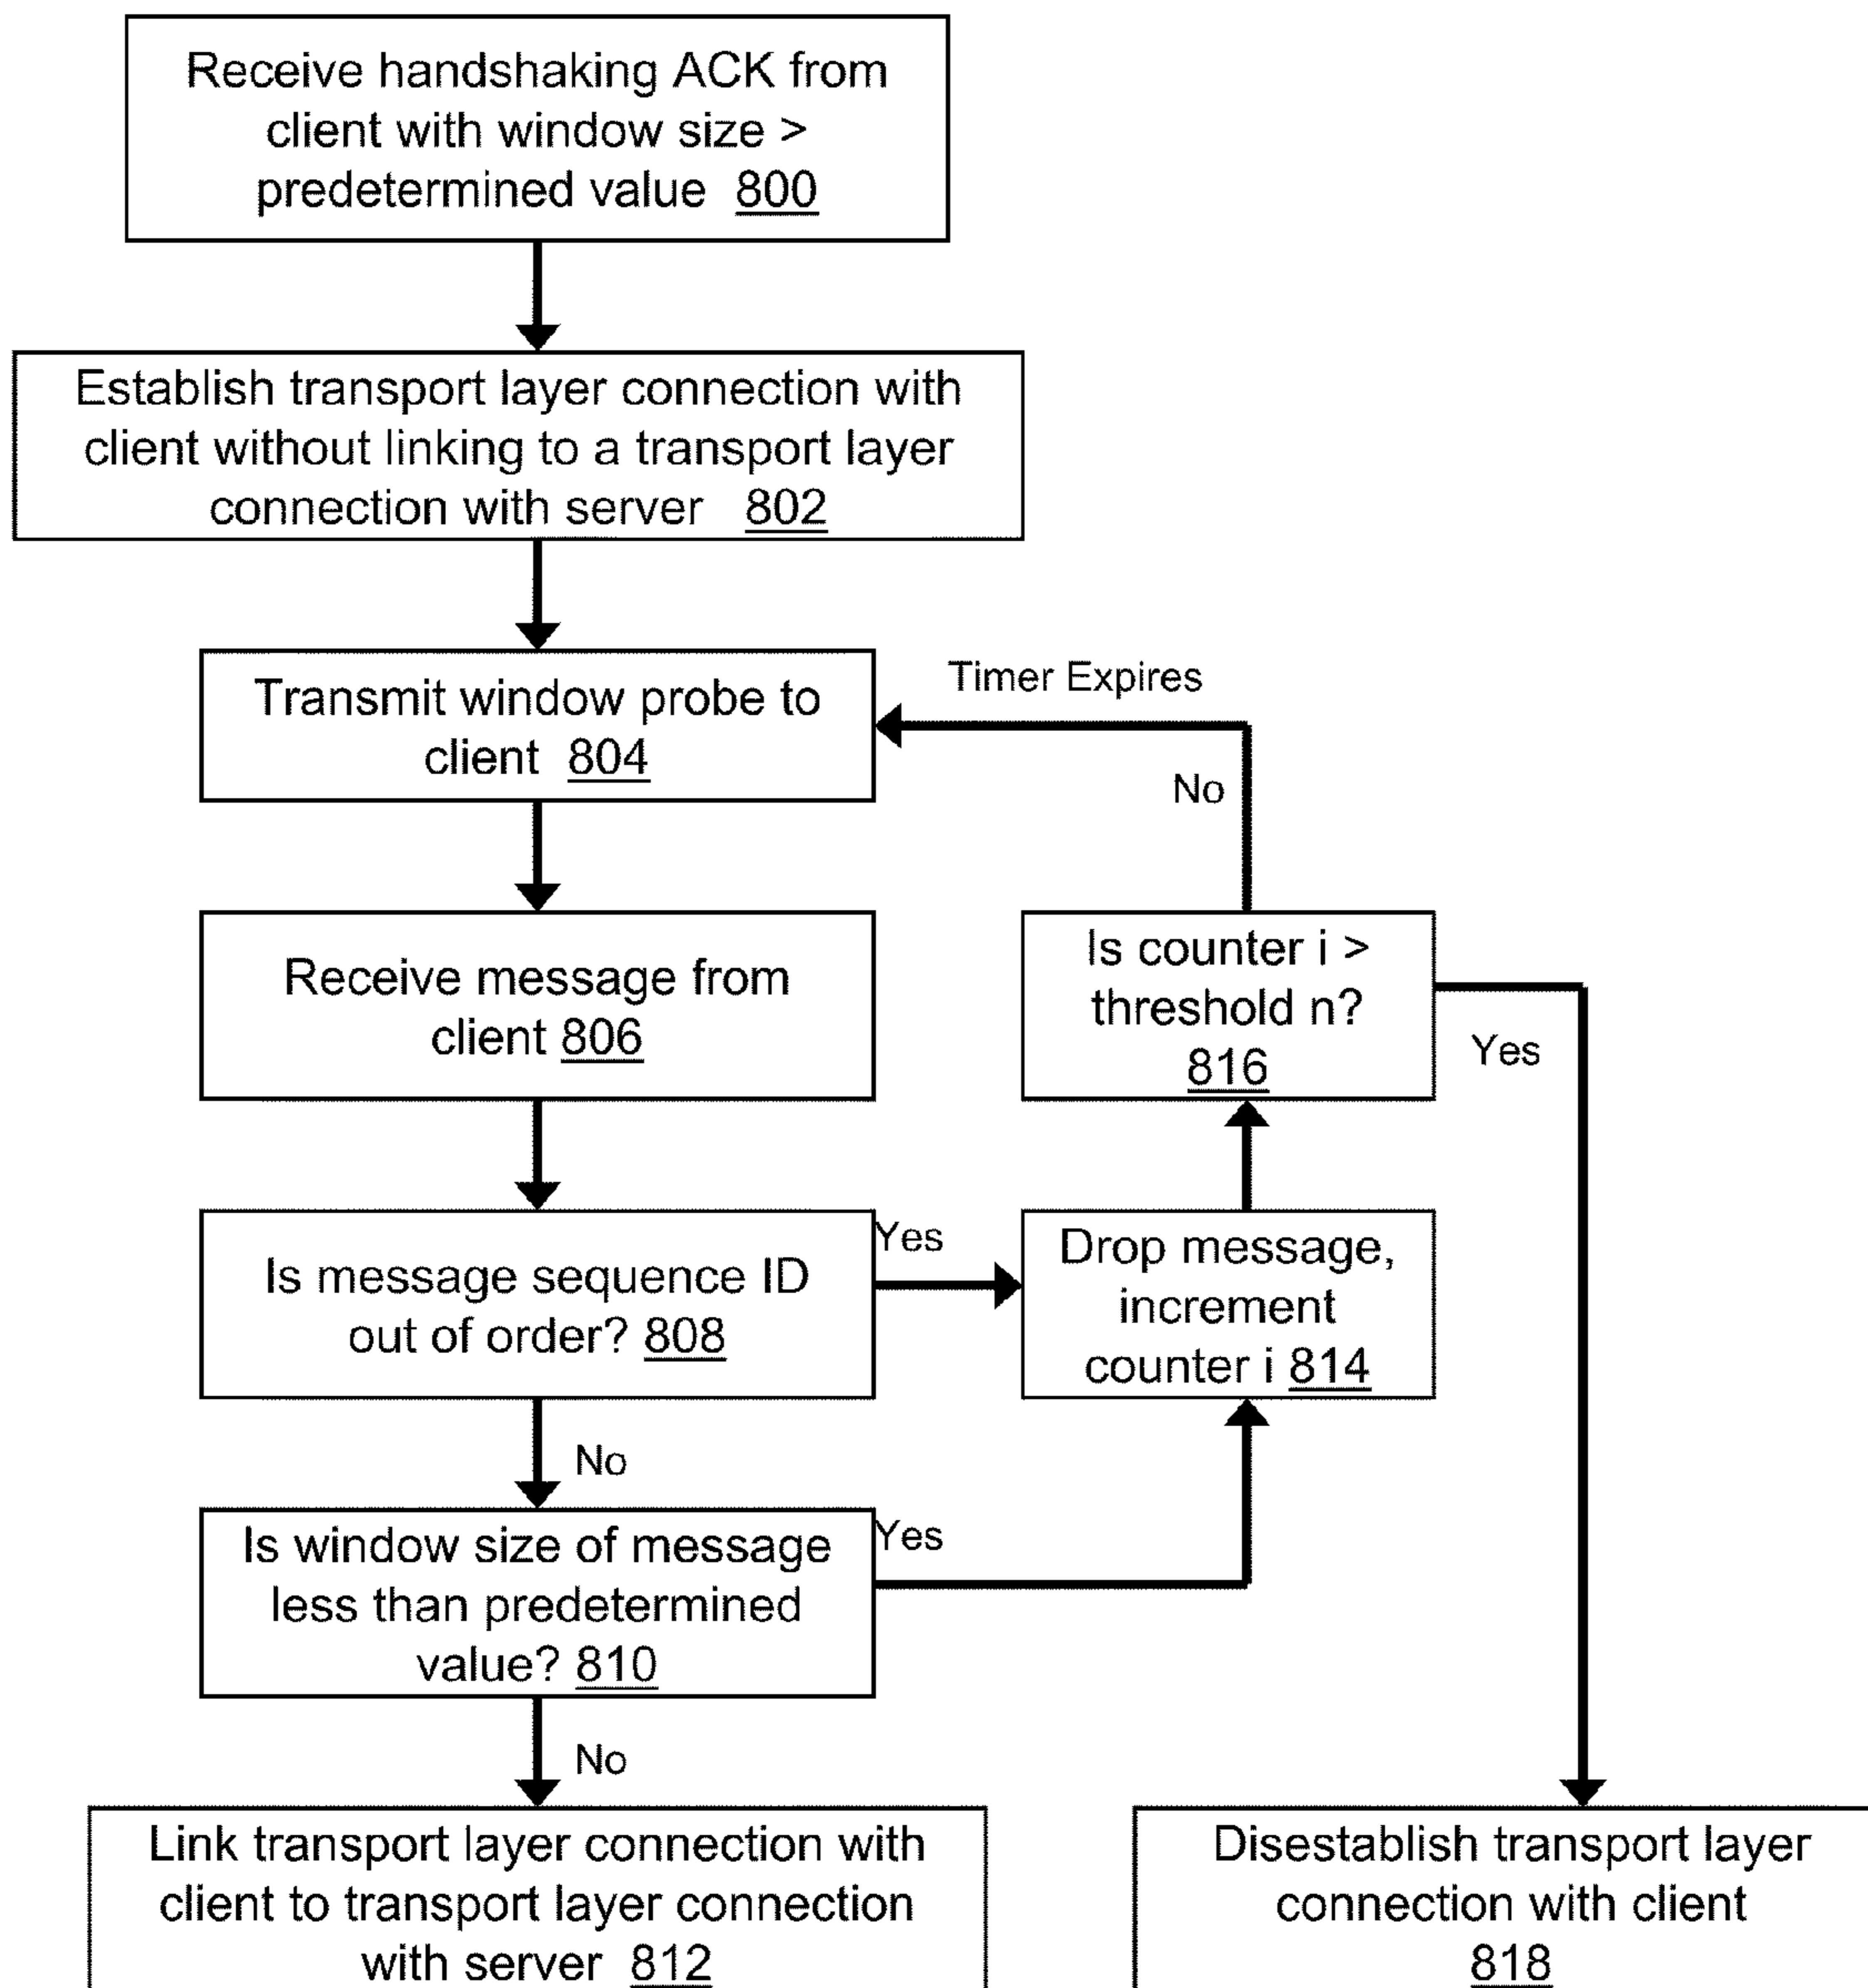 Receive handshaking ACK from
client with window size >
predetermined value 800
Establish transport layer connection with
client without linking to a transport layer
connection with server 802
Transmit window probe to
client 804
Timer Expires
No
Receive message from
client 806
Is counter i >
threshold n?
816
Yes
Is message sequence ID
out of order? 808
Yes
Drop message,
increment
counter i 814
No
Is window size of message
less than predetermined
value? 810
Yes
No
Link transport layer connection with
client to transport layer connection
with server 812
Disestablish transport layer
connection with client
818